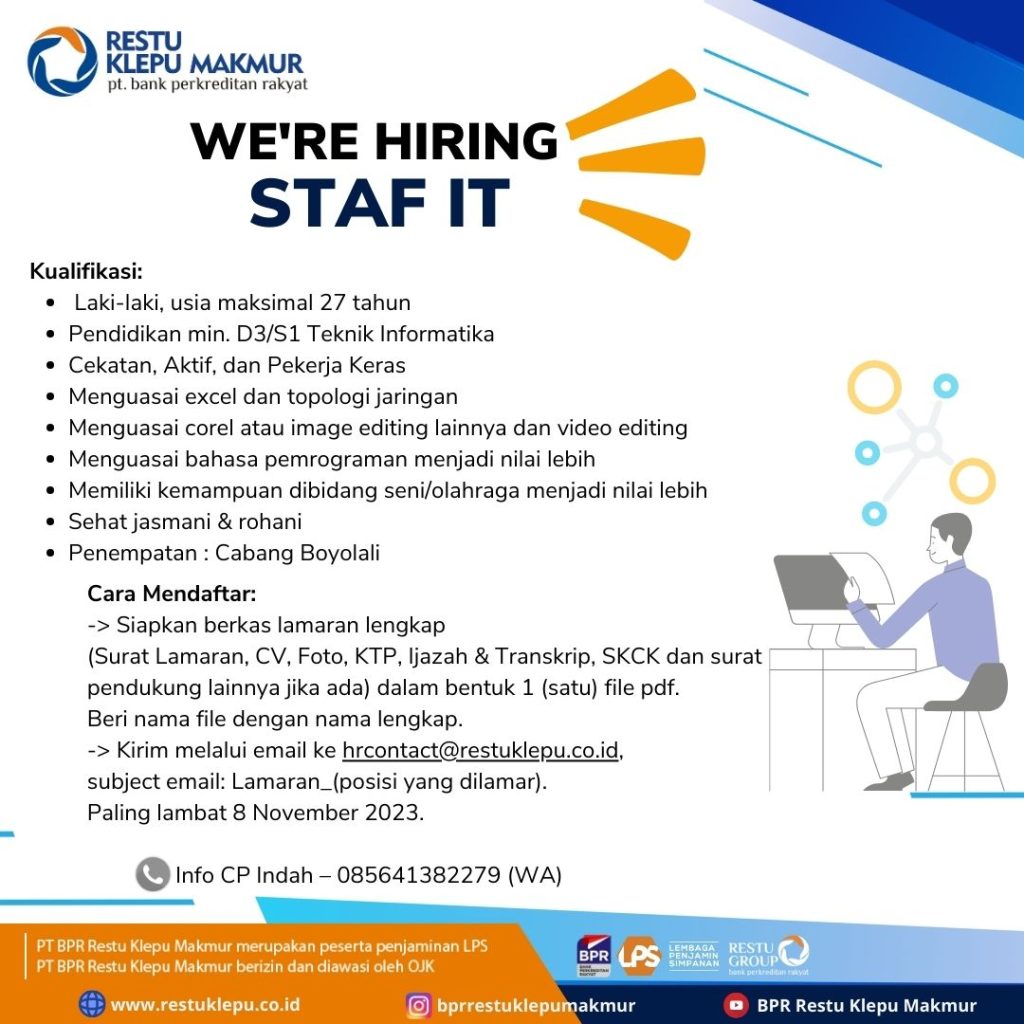 RESTU
KLEPU MAKMUR
pt. bank perkreditan rakyat
WE'RE HIRING
STAF IT
Kualifikasi:
• Laki-laki, usia maksimal 27 tahun
• Pendidikan min. D3/S1 Teknik Informatika
• Cekatan, Aktif, dan Pekerja Keras
• Menguasai excel dan topologi jaringan
• Menguasai corel atau image editing lainnya dan video editing
• Menguasai bahasa pemrograman menjadi nilai lebih
• Memiliki kemampuan dibidang seni/olahraga menjadi nilai lebih
• Sehat jasmani & rohani
• Penempatan : Cabang Boyolali
Cara Mendaftar:
-> Siapkan berkas lamaran lengkap
(Surat Lamaran, CV, Foto, KTP, Ijazah & Transkrip, SKCK dan surat
pendukung lainnya jika ada) dalam bentuk 1 (satu) file pdf.
Beri nama file dengan nama lengkap.
-> Kirim melalui email ke hrcontact@restuklepu.co.id,
subject email: Lamaran_(posisi yang dilamar).
Paling lambat 8 November 2023.
Info CP Indah – 085641382279 (WA)
PT BPR Restu Klepu Makmur merupakan peserta penjaminan LPS
PT BPR Restu Klepu Makmur berizin dan diawasi oleh OJK
BPR
BANK
PERKREDITAN
RAKYAT
LPS
LEMBAGA
PENJAMIN
SIMPANAN
RESTU
GROUP
bank perkreditan rakyat
www.restuklepu.co.id
bprrestuklepumakmur
BPR Restu Klepu Makmur